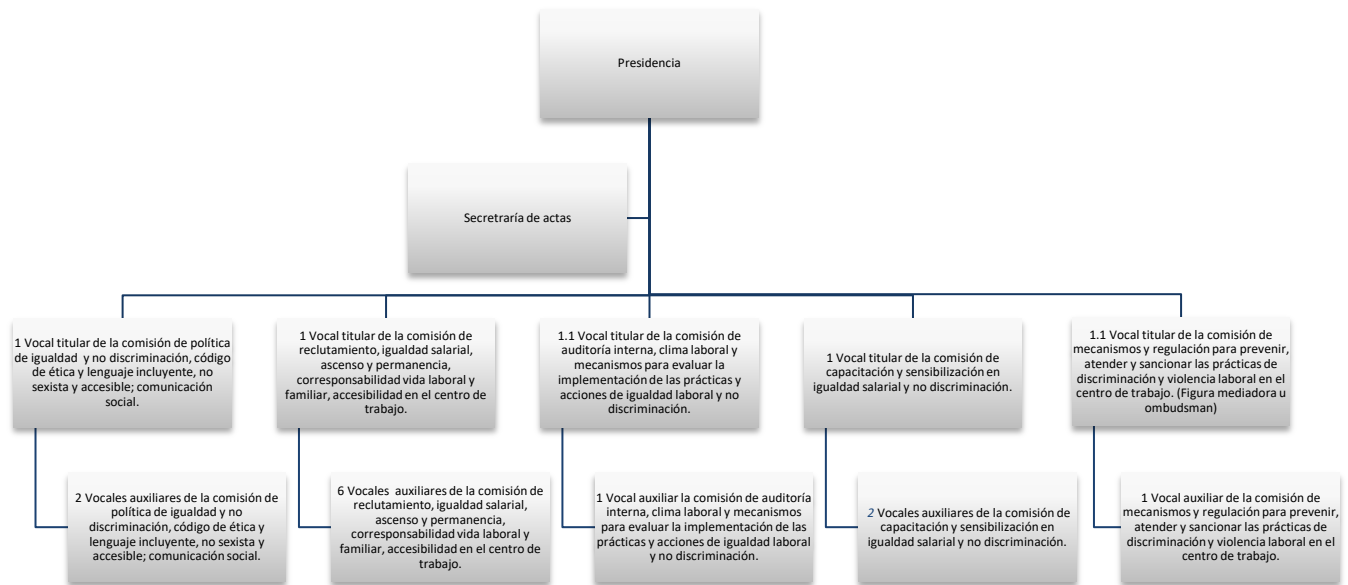 Presidencia
Secretraría de actas
1 Vocal titular de la comisión de política
de igualdad y no discriminación, código
de ética y lenguaje incluyente, no
sexista y accesible; comunicación
social.
1 Vocal titular de la comisión de
reclutamiento, igualdad salarial,
ascenso y permanencia,
corresponsabilidad vida laboral y
familiar, accesibilidad en el centro de
trabajo.
1.1 Vocal titular de la comisión de
auditoría interna, clima laboral y
mecanismos para evaluar la
implementación de las prácticas y
acciones de igualdad laboral y no
discriminación.
1 Vocal titular de la comisión de
capacitación y sensibilización en
igualdad salarial y no discriminación.
1.1 Vocal titular de la comisión de
mecanismos y regulación para prevenir,
atender y sancionar las prácticas de
discriminación y violencia laboral en el
centro de trabajo. (Figura mediadora u
ombudsman)
2 Vocales auxiliares de la comisión de
política de igualdad y no
discriminación, código de ética y
lenguaje incluyente, no sexista y
accesible; comunicación social.
6 Vocales auxiliares de la comisión de
reclutamiento, igualdad salarial,
ascenso y permanencia,
corresponsabilidad vida laboral y
familiar, accesibilidad en el centro de
trabajo.
1 Vocal auxiliar la comisión de auditoría
interna, clima laboral y mecanismos
para evaluar la implementación de las
prácticas y acciones de igualdad laboral
y no discriminación.
2 Vocales auxiliares de la comisión de
capacitación y sensibilización en
igualdad salarial y no discriminación.
1 Vocal auxiliar de la comisión de
mecanismos y regulación para prevenir,
atender y sancionar las prácticas de
discriminación y violencia laboral en el
centro de trabajo.